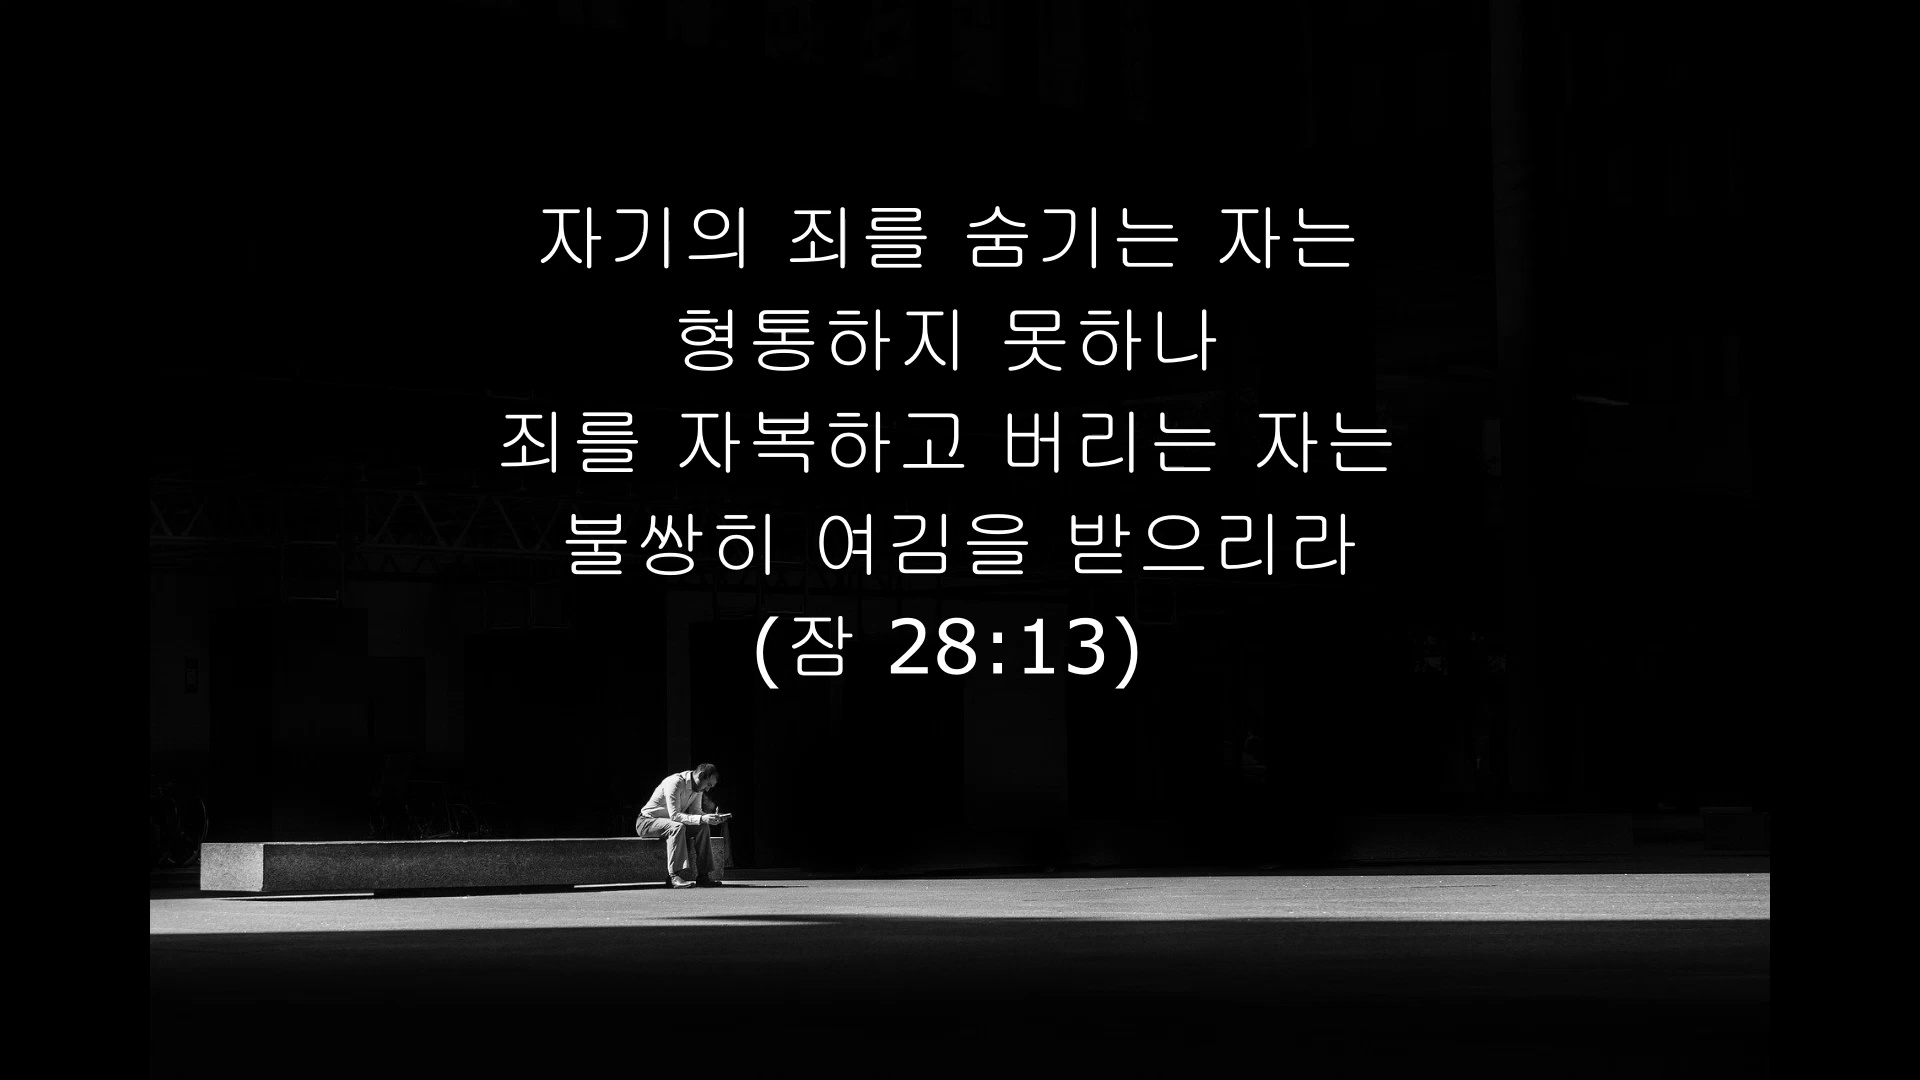 자기의 죄를 숨기는 자는
형통하지 못하나
죄를 자복하고 버리는 자는
불쌍히 여김을 받으리라
(잠 28:13)